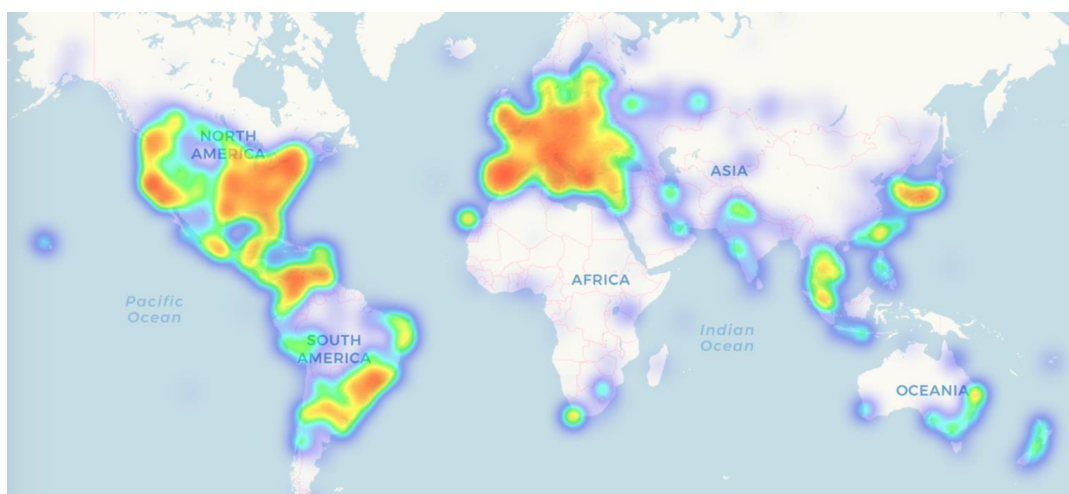 NORTH
AMERICA
ASIA
AFRICA
Pacific
Ocean
Indian
Ocean
SOUTH
AMERICA
OCEANIA